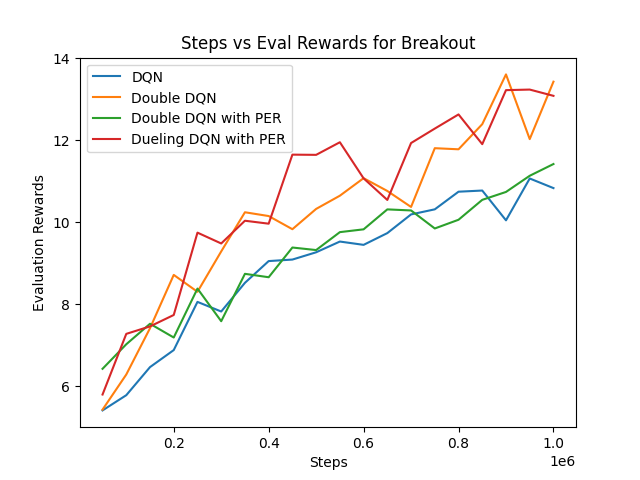 Steps vs Eval Rewards for Breakout
DQN
Double DQN
Double DQN with PER
Dueling DQN with PER
Evaluation Rewards
14
12
10
8
6
0.2 0.4 0.6 0.8 1.0
1e6
Steps